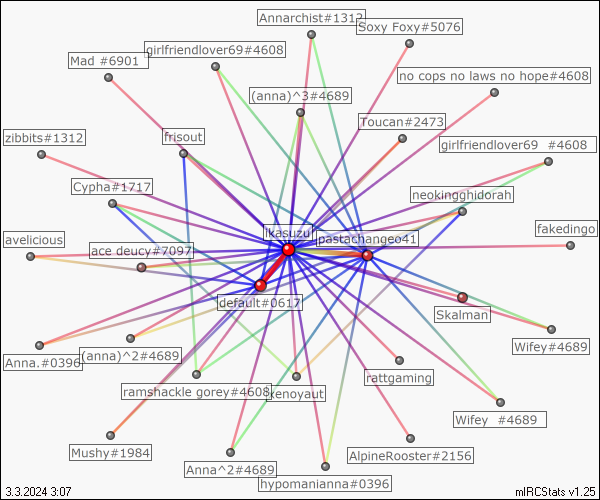 Annarchist#1312
Soxy Foxy#5076
girlfriendlover69#4608
Mad #6901
no cops no laws no hope#4608
(anna)^3#4689
Toucan#2473
zibbits#1312
frisout
girlfriendlover69 #4608
Cypha#1717
neokingghidorah
ikasuzu
pastachangeo41
fakedingo
avelicious
ace deucy#7097
default#0617
Skalman
Wifey#4689
Anna.#0396
(anna)^2#4689
rattgaming
ramshackle gorey#4608
xenoyaut
Wifey #4689
Mushy#1984
AlpineRooster#2156
Anna^2#4689
hypomanianna#0396
3.3.2024 3:07
mIRCStats v1.25